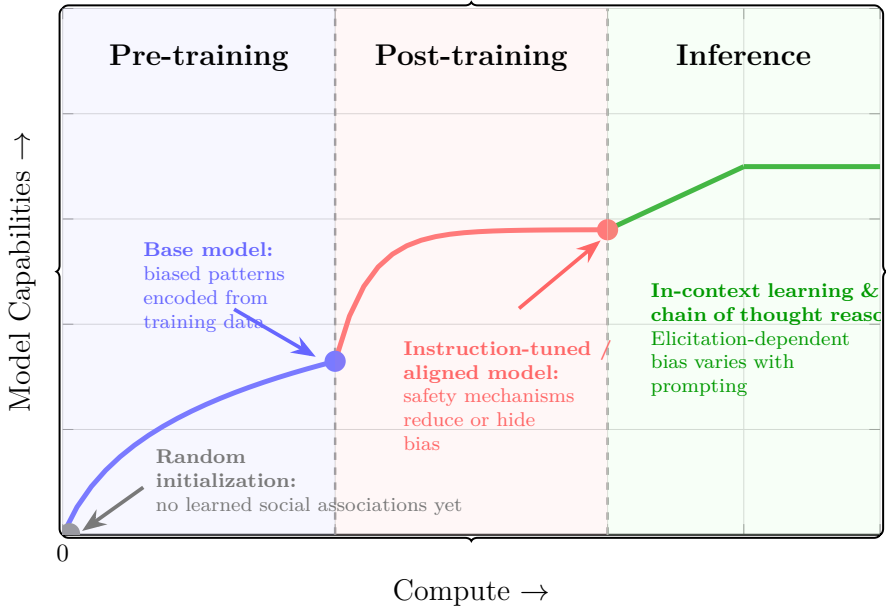 Pre-training
Post-training
Inference
Model Capabilities →
Base model:
biased patterns
encoded from
training data
In-context learning &
chain of thought reaso
Elicitation-dependent
bias varies with
prompting
Instruction-tuned /
aligned model:
safety mechanisms
reduce or hide
bias
Random
initialization:
no learned social associations yet
0
Compute →